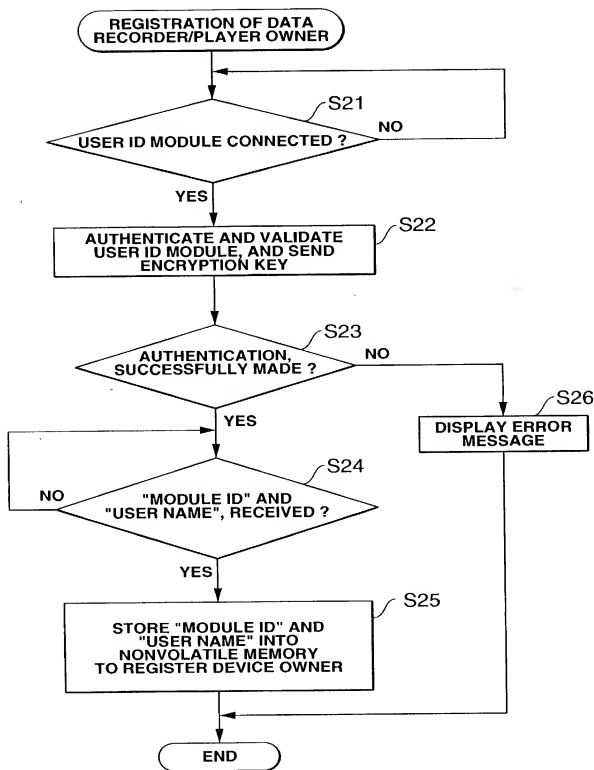 REGISTRATION OF DATA
RECORDER/PLAYER OWNER
S21
USER ID MODULE CONNECTED ?
NO
YES
S22
AUTHENTICATE AND VALIDATE
USER ID MODULE, AND SEND
ENCRYPTION KEY
S23
AUTHENTICATION,
SUCCESSFULLY MADE ?
NO
YES
S26
DISPLAY ERROR
MESSAGE
S24
"MODULE ID" AND
"USER NAME", RECEIVED ?
NO
YES
S25
STORE "MODULE ID" AND
"USER NAME" INTO
NONVOLATILE MEMORY
TO REGISTER DEVICE OWNER
END